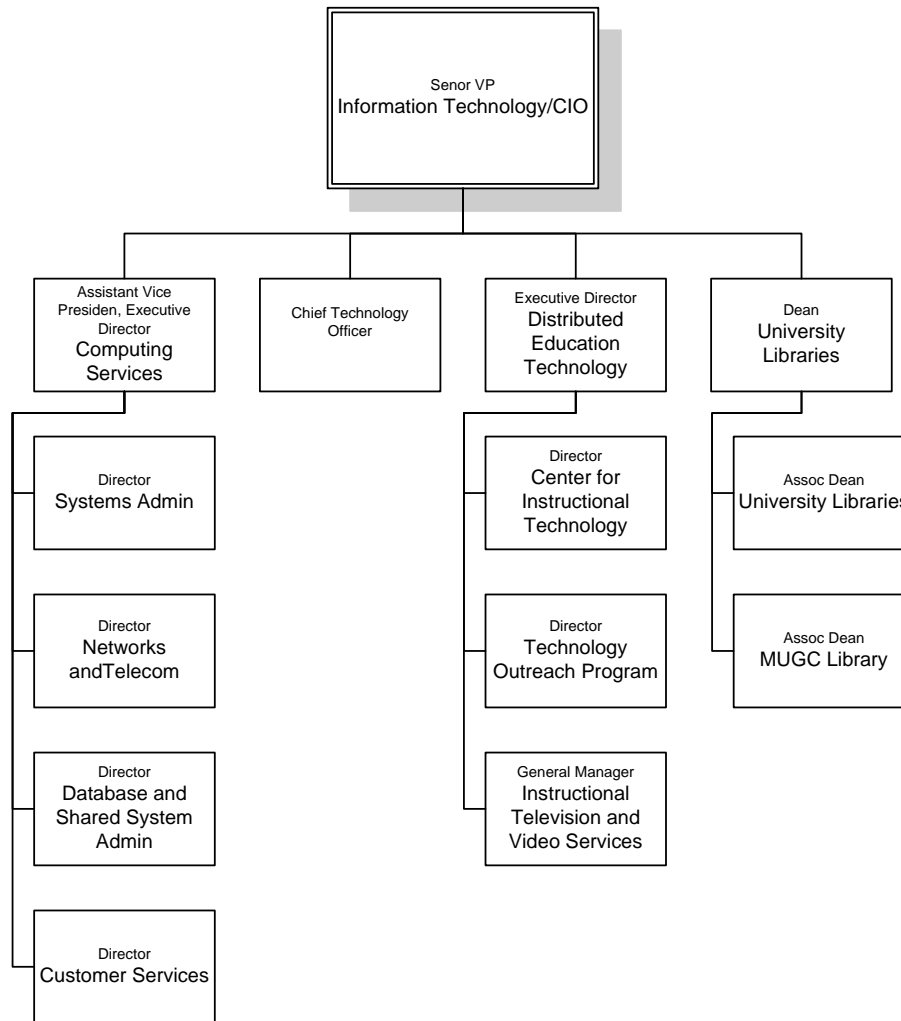 Senor VP
Information Technology/CIO
Assistant Vice
Presiden, Executive
Director
Computing
Services
Chief Technology
Officer
Executive Director
Distributed
Education
Technology
Dean
University
Libraries
Director
Systems Admin
Director
Center for
Instructional
Technology
Assoc Dean
University Libraries
Director
Networks
andTelecom
Director
Technology
Outreach Program
Assoc Dean
MUGC Library
Director
Database and
Shared System
Admin
General Manager
Instructional
Television and
Video Services
Director
Customer Services